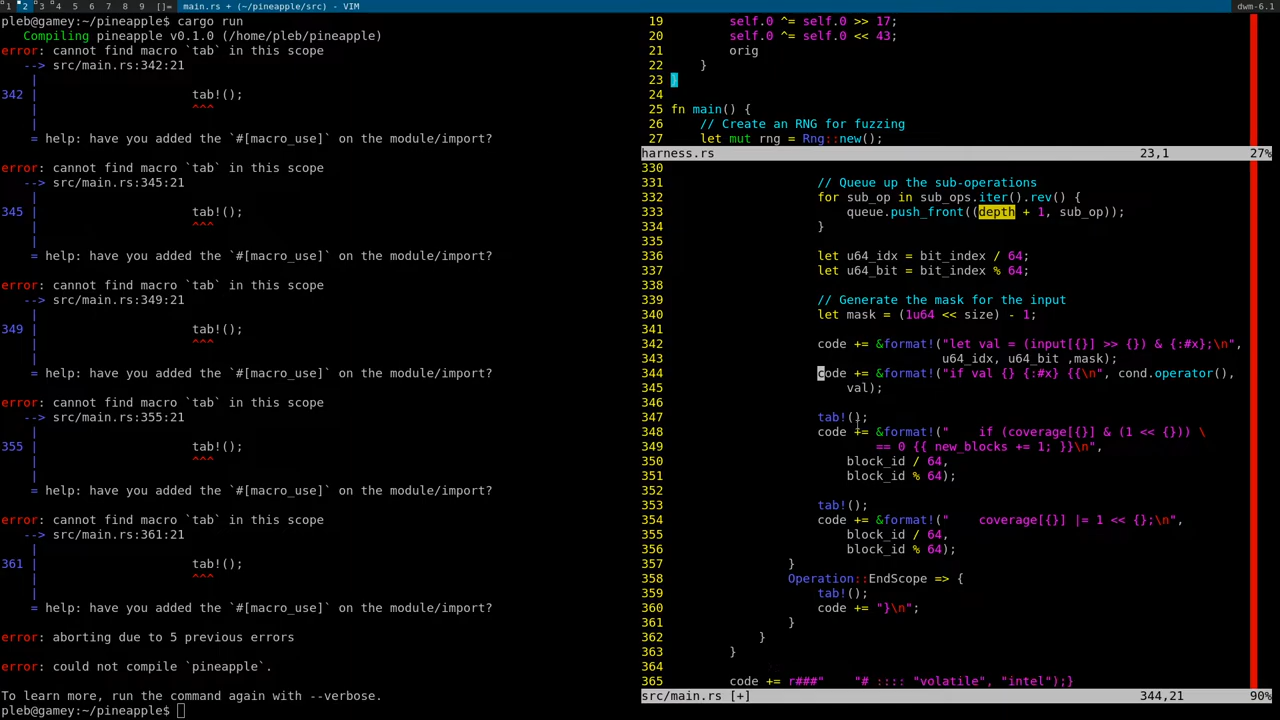 1 2 3 4 5 6 7 8 9 []= main.rs + (~/pineapple/src) - VIM dwm-6.1
pleb@gamey:~/pineapple$ cargo run
   Compiling pineapple v0.1.0 (/home/pleb/pineapple)
error: cannot find macro `tab` in this scope
   --> src/main.rs:342:21
    |
342 |                     tab!();
    |                     ^^^
    |
    = help: have you added the `#[macro_use]` on the module/import?

error: cannot find macro `tab` in this scope
   --> src/main.rs:345:21
    |
345 |                     tab!();
    |                     ^^^
    |
    = help: have you added the `#[macro_use]` on the module/import?

error: cannot find macro `tab` in this scope
   --> src/main.rs:349:21
    |
349 |                     tab!();
    |                     ^^^
    |
    = help: have you added the `#[macro_use]` on the module/import?

error: cannot find macro `tab` in this scope
   --> src/main.rs:355:21
    |
355 |                     tab!();
    |                     ^^^
    |
    = help: have you added the `#[macro_use]` on the module/import?

error: cannot find macro `tab` in this scope
   --> src/main.rs:361:21
    |
361 |                     tab!();
    |                     ^^^
    |
    = help: have you added the `#[macro_use]` on the module/import?

error: aborting due to 5 previous errors

error: could not compile `pineapple`.

To learn more, run the command again with --verbose.
pleb@gamey:~/pineapple$
19         self.0 ^= self.0 >> 17;
20         self.0 ^= self.0 << 43;
21         orig
22     }
23 }
24
25 fn main() {
26     // Create an RNG for fuzzing
27     let mut rng = Rng::new();
harness.rs 23,1 27%
330
331                     // Queue up the sub-operations
332                     for sub_op in sub_ops.iter().rev() {
333                         queue.push_front((depth + 1, sub_op));
334                     }
335
336                     let u64_idx = bit_index / 64;
337                     let u64_bit = bit_index % 64;
338
339                     // Generate the mask for the input
340                     let mask = (1u64 << size) - 1;
341
342                     code += &format!("let val = (input[{}] >> {}) & {:#x};\n",
343                                      u64_idx, u64_bit ,mask);
344                     code += &format!("if val {} {:#x} {{\n", cond.operator(),
345                         val);
346
347                     tab!();
348                     code += &format!("    if (coverage[{}] & (1 << {})) \
349                             == 0 {{ new_blocks += 1; }}\n",
350                         block_id / 64,
351                         block_id % 64);
352
353                     tab!();
354                     code += &format!("    coverage[{}] |= 1 << {};\n",
355                         block_id / 64,
356                         block_id % 64);
357                 }
358                 Operation::EndScope => {
359                     tab!();
360                     code += "}\n";
361                 }
362             }
363         }
364
365         code += r###"    "# :::: "volatile", "intel");}
src/main.rs [+] 344,21 90%